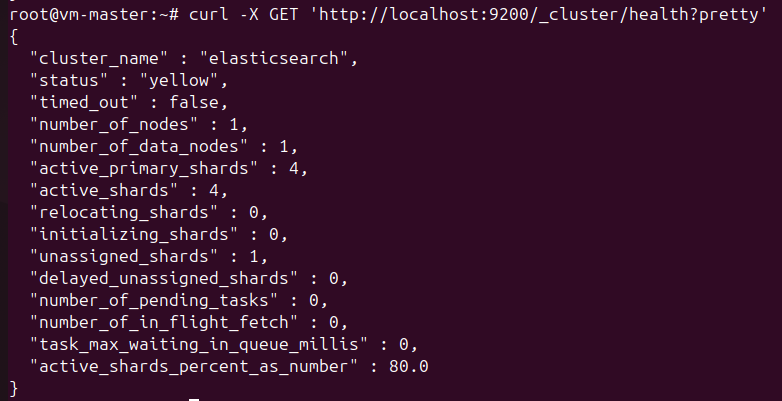 root@vm-master:~# curl -X GET 'http://localhost:9200/_cluster/health?pretty'
{
  "cluster_name" : "elasticsearch",
  "status" : "yellow",
  "timed_out" : false,
  "number_of_nodes" : 1,
  "number_of_data_nodes" : 1,
  "active_primary_shards" : 4,
  "active_shards" : 4,
  "relocating_shards" : 0,
  "initializing_shards" : 0,
  "unassigned_shards" : 1,
  "delayed_unassigned_shards" : 0,
  "number_of_pending_tasks" : 0,
  "number_of_in_flight_fetch" : 0,
  "task_max_waiting_in_queue_millis" : 0,
  "active_shards_percent_as_number" : 80.0
}